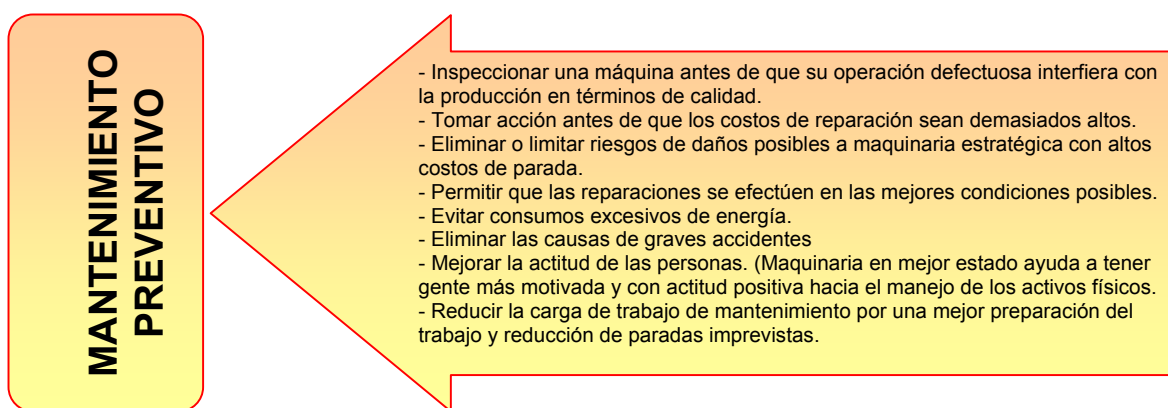 MANTENIMIENTO
PREVENTIVO
- Inspeccionar una máquina antes de que su operación defectuosa interfiera con
la producción en términos de calidad.
- Tomar acción antes de que los costos de reparación sean demasiados altos.
- Eliminar o limitar riesgos de daños posibles a maquinaria estratégica con altos
costos de parada.
- Permitir que las reparaciones se efectúen en las mejores condiciones posibles.
- Evitar consumos excesivos de energía.
- Eliminar las causas de graves accidentes
- Mejorar la actitud de las personas. (Maquinaria en mejor estado ayuda a tener
gente más motivada y con actitud positiva hacia el manejo de los activos físicos.
- Reducir la carga de trabajo de mantenimiento por una mejor preparación del
trabajo y reducción de paradas imprevistas.